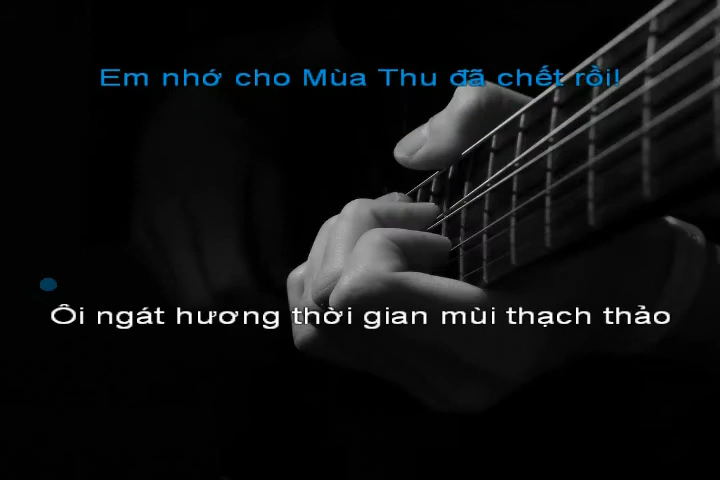 Em nhớ cho Mùa Thu đã chết rồi!
Ôi ngát hương thời gian mùi thạch thảo